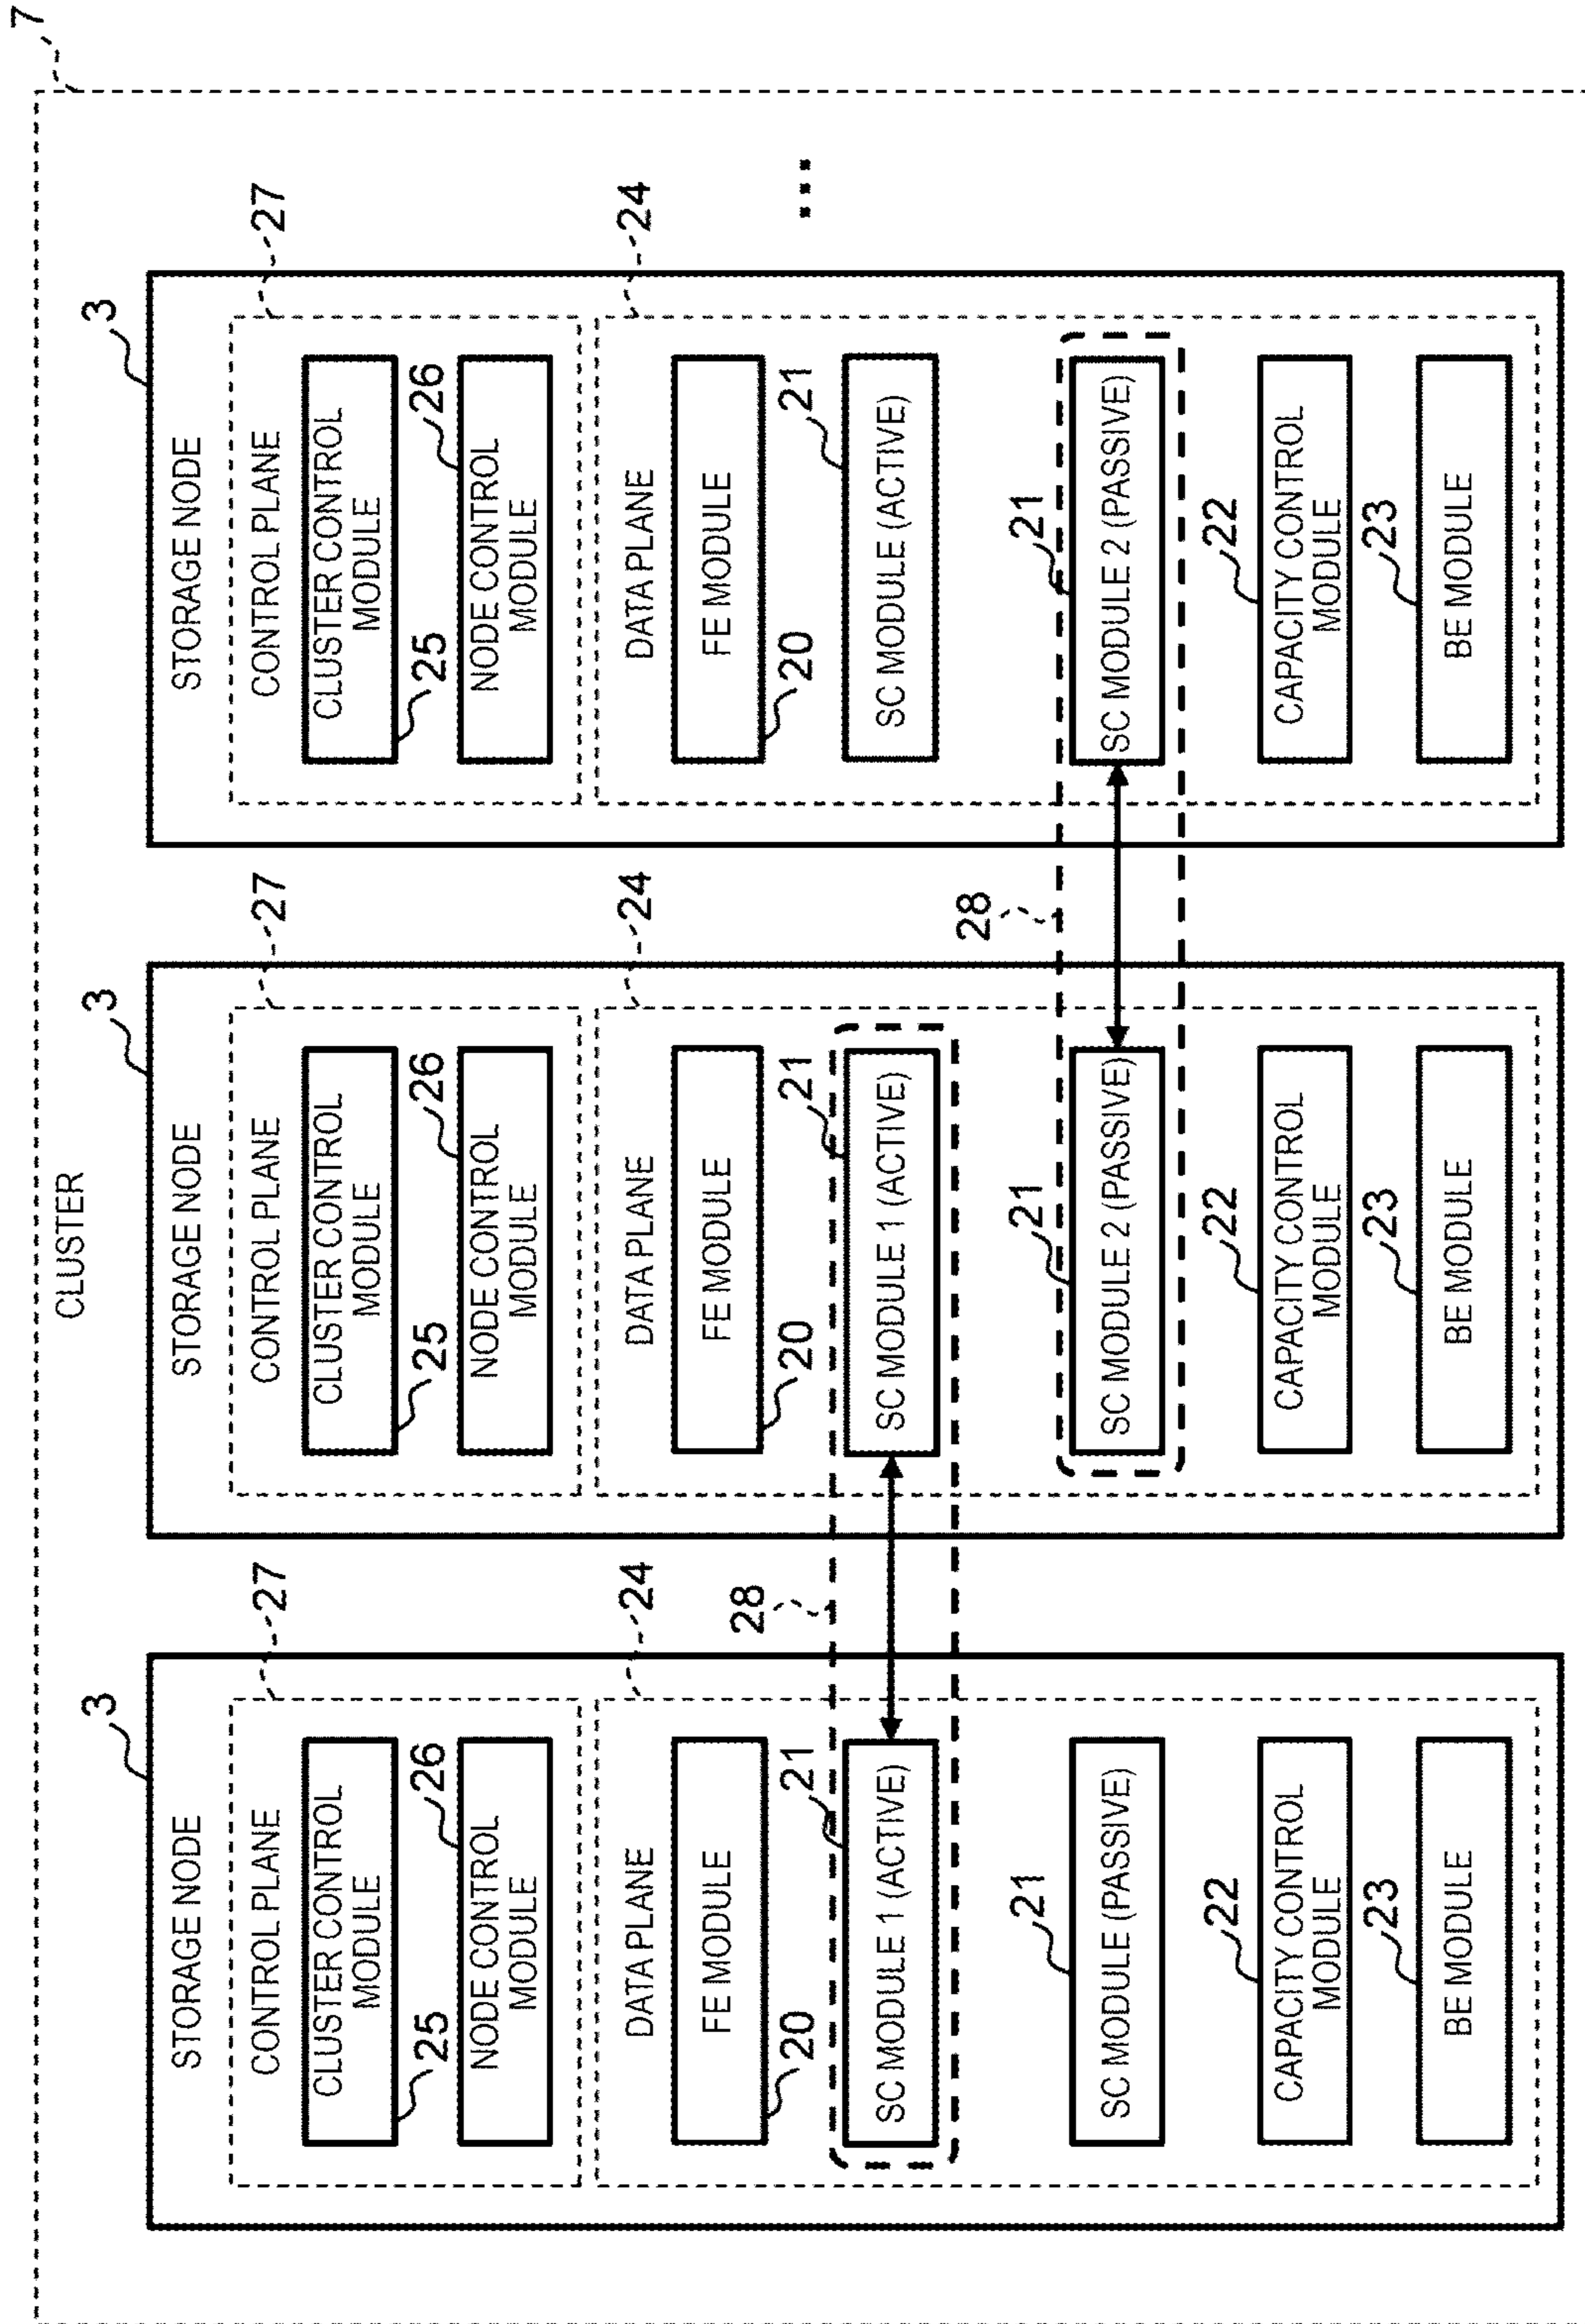 7
CLUSTER
3
STORAGE NODE
27
CONTROL PLANE
CLUSTER CONTROL
MODULE
25
26
NODE CONTROL
MODULE
24
DATA PLANE
FE MODULE
20
21
SC MODULE 1 (ACTIVE)
28
21
SC MODULE (PASSIVE)
22
CAPACITY CONTROL
MODULE
23
BE MODULE
3
STORAGE NODE
27
CONTROL PLANE
CLUSTER CONTROL
MODULE
25
26
NODE CONTROL
MODULE
24
DATA PLANE
FE MODULE
20
21
SC MODULE 1 (ACTIVE)
28
21
SC MODULE 2 (PASSIVE)
22
CAPACITY CONTROL
MODULE
23
BE MODULE
3
STORAGE NODE
27
CONTROL PLANE
CLUSTER CONTROL
MODULE
25
26
NODE CONTROL
MODULE
24
DATA PLANE
FE MODULE
20
21
SC MODULE (ACTIVE)
21
SC MODULE 2 (PASSIVE)
22
CAPACITY CONTROL
MODULE
23
BE MODULE
...